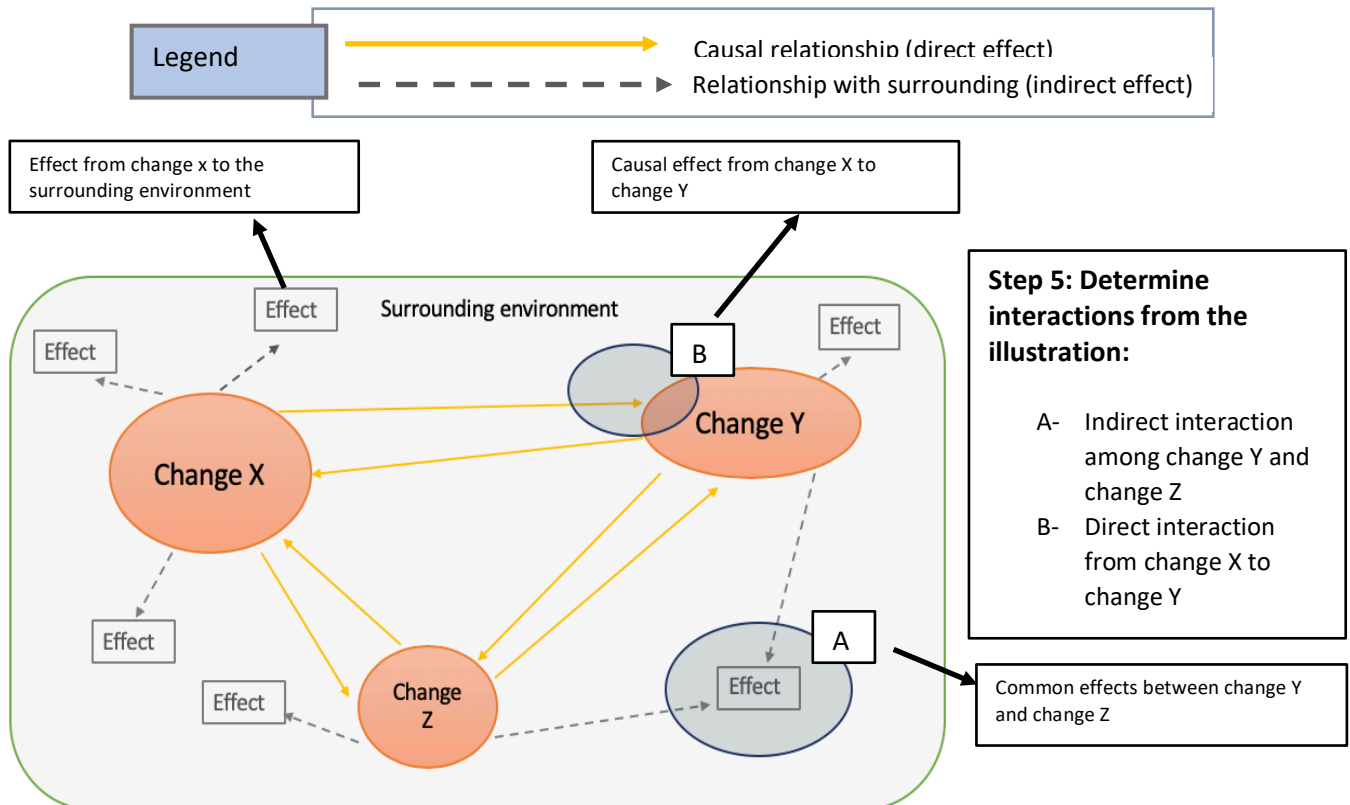 Legend
Causal relationship (direct effect)
Relationship with surrounding (indirect effect)
Effect from change x to the
surrounding environment
Causal effect from change X to
change Y
Surrounding environment
Effect
Effect
Effect
B
Change Y
Change X
Effect
Change
Z
Effect
A
Effect
Step 5: Determine
interactions from the
illustration:
A- Indirect interaction
among change Y and
change Z
B- Direct interaction
from change X to
change Y
Common effects between change Y
and change Z